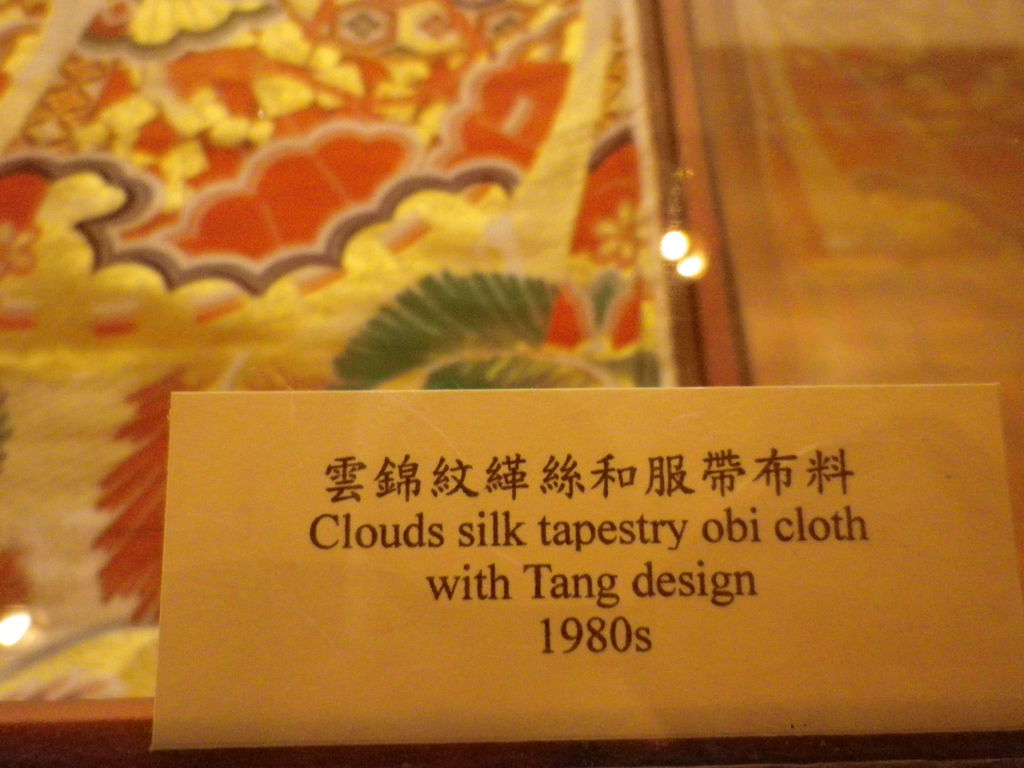 雲錦紋緙絲和服帶布料
Clouds silk tapestry obi cloth
with Tang design
1980s